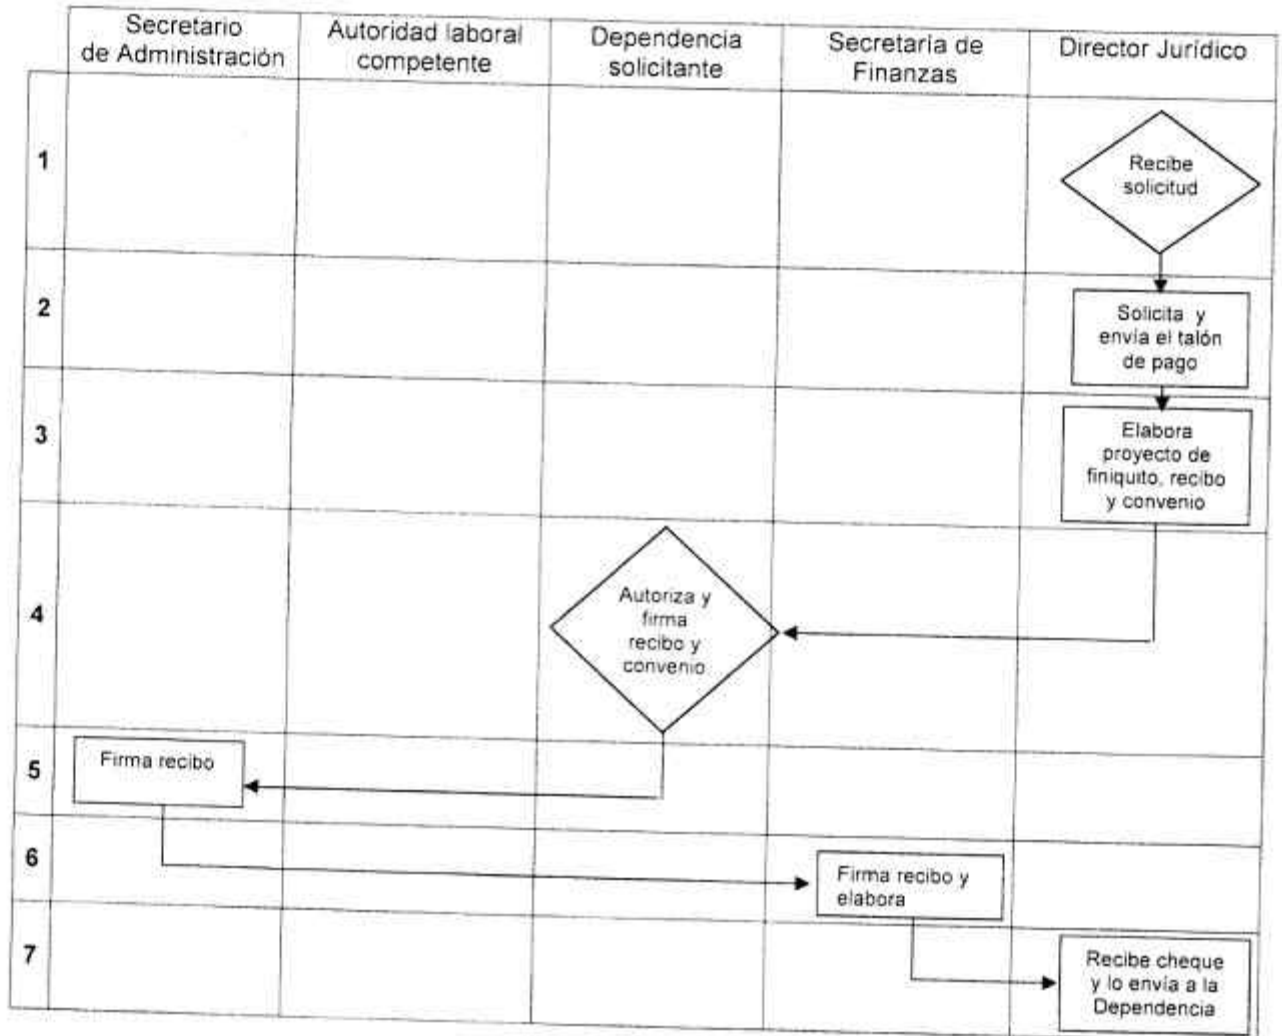 Secretario
de Administración
Autoridad laboral
competente
Dependencia
solicitante
Secretaría de
Finanzas
Director Jurídico
1
Recibe
solicitud
2
Solicita y
envía el talón
de pago
3
Elabora
proyecto de
finiquito, recibo
y convenio
4
Autoriza y
firma
recibo y
convenio
5
Firma recibo
6
Firma recibo y
elabora
7
Recibe cheque
y lo envía a la
Dependencia